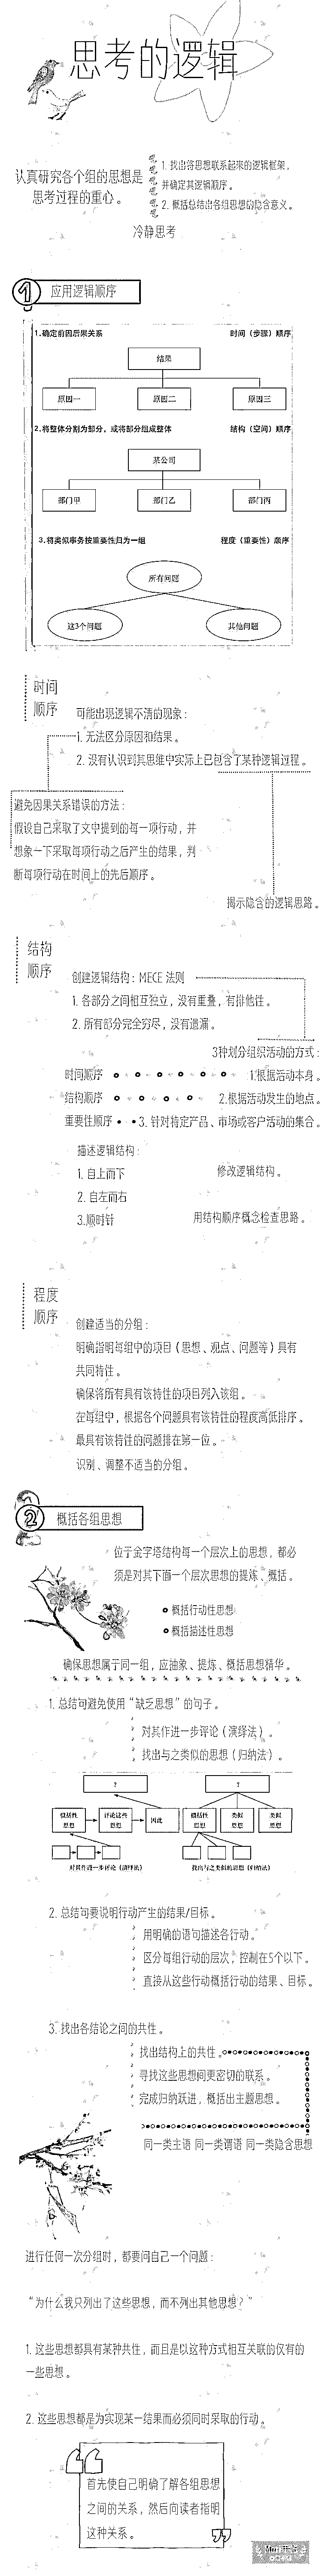 思考的逻辑
认真研究各个组的思想是
思考过程的重心。
1. 找出将思想联系起来的逻辑框架，
并确定其逻辑顺序。
2. 概括总结出各组思想的隐含意义。
冷静思考
1 应用逻辑顺序
1.确定前因后果关系 时间（步骤）顺序
结果
原因一 原因二 原因三
2.将整体分割为部分，或将部分组成整体 结构（空间）顺序
某公司
部门甲 部门乙 部门丙
3.将类似事务按重要性归为一组 程度（重要性）顺序
所有问题
这3个问题 其他问题
时间
顺序
可能出现逻辑不清的现象：
1. 无法区分原因和结果。
2. 没有认识到其思维中实际上已包含了某种逻辑过程。
避免因果关系错误的方法：
假设自己采取了文中提到的每一项行动，并
想象一下采取每项行动之后产生的结果，判
断每项行动在时间上的先后顺序。
揭示隐含的逻辑思路。
结构
顺序
创建逻辑结构：MECE 法则
1. 各部分之间相互独立，没有重叠，有排他性。
2. 所有部分完全穷尽，没有遗漏。
3种划分组织活动的方式：
时间顺序 1.根据活动本身。
结构顺序 2.根据活动发生的地点。
重要性顺序 3. 针对特定产品、市场或客户活动的集合。
描述逻辑结构：
1. 自上而下 修改逻辑结构。
2. 自左而右
3.顺时针 用结构顺序概念检查思路。
程度
顺序
创建适当的分组：
明确指明每组中的项目（思想、观点、问题等）具有
共同特性。
确保将所有具有该特性的项目列入该组。
在每组中，根据各个问题具有该特性的程度高低排序。
最具有该特性的问题排在第一位。
识别、调整不适当的分组。
2 概括各组思想
位于金字塔结构每一个层次上的思想，都必
须是对其下面一个层次思想的提炼、概括。
概括行动性思想
概括描述性思想
确保思想属于同一组，应抽象、提炼、概括思想精华。
1. 总结句避免使用“缺乏思想”的句子。
对其作进一步评论（演绎法）。
找出与之类似的思想（归纳法）。
? ?
概括性思想 评论这些思想 因此 概括性思想 类似思想 类似思想
对其作进一步评论（演绎法） 找出与之类似的思想（归纳法）
2. 总结句要说明行动产生的结果/目标。
用明确的语句描述各行动。
区分每组行动的层次，控制在5个以下。
直接从这些行动概括行动的结果、目标。
3. 找出各结论之间的共性。
找出结构上的共性。
寻找这些思想间更密切的联系。
完成归纳跃进，概括出主题思想。
同一类主语 同一类谓语 同一类隐含思想
进行任何一次分组时，都要问自己一个问题：
“为什么我只列出了这些思想，而不列出其他思想？”
1. 这些思想都具有某种共性，而且是以这种方式相互关联的仅有的
一些思想。
2. 这些思想都是为实现某一结果而必须同时采取的行动。
首先使自己明确了解各组思想
之间的关系，然后向读者指明
这种关系。